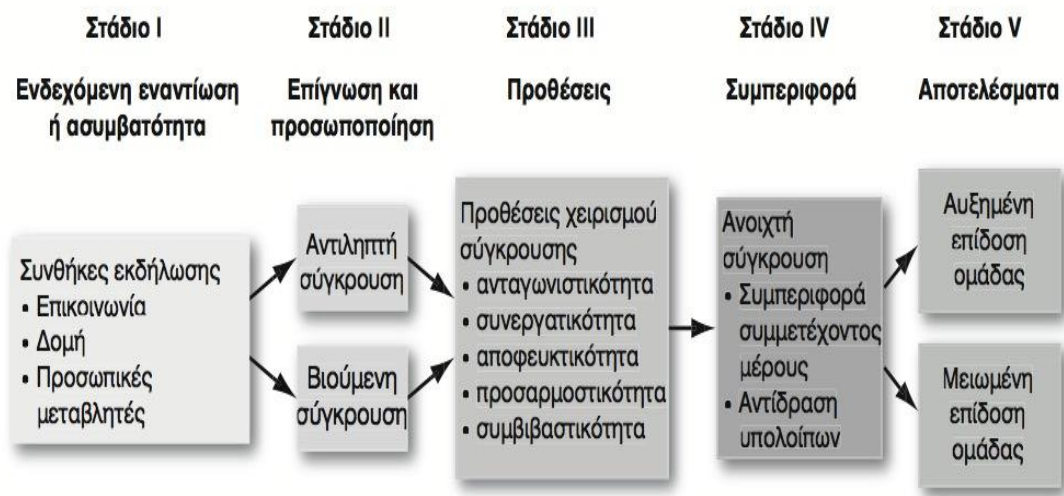 Στάδιο I
Ενδεχόμενη εναντίωση
ή ασυμβατότητα
Στάδιο II
Επίγνωση και
προσωποποίηση
Στάδιο III
Προθέσεις
Στάδιο IV
Συμπεριφορά
Στάδιο V
Αποτελέσματα
Συνθήκες εκδήλωσης
• Επικοινωνία
• Δομή
• Προσωπικές
μεταβλητές
Αντιληπτή
σύγκρουση
Βιούμενη
σύγκρουση
Προθέσεις χειρισμού
σύγκρουσης
• ανταγωνιστικότητα
• συνεργατικότητα
• αποφευκτικότητα
• προσαρμοστικότητα
• συμβιβαστικότητα
Ανοιχτή
σύγκρουση
• Συμπεριφορά
συμμετέχοντος
μέρους
• Αντίδραση
υπολοίπων
Αυξημένη
επίδοση
ομάδας
Μειωμένη
επίδοση
ομάδας